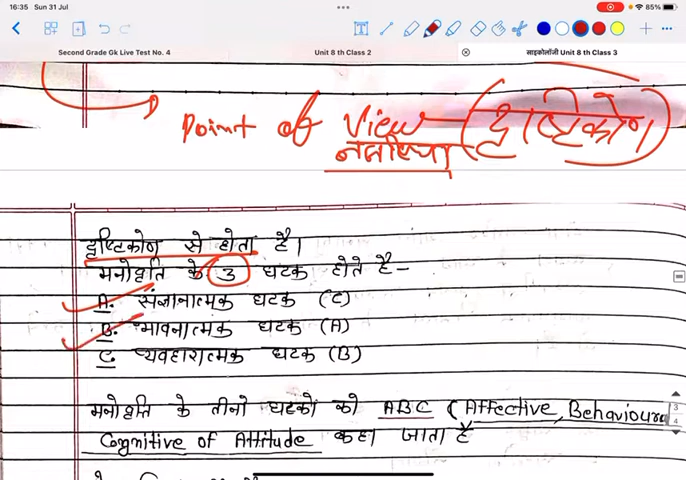 16:35 Sun 31 Jul
85%
Second Grade Gk Live Test No. 4
Unit 8 th Class 2
साइकोलॉजी Unit 8 th Class 3
Point of View (दृष्टिकोण)
नजरिया
दृष्टिकोण से होता है।
मनोवृति के 3 घटक होते है-
A. संज्ञानात्मक घटक (C)
B. भावनात्मक घटक (A)
C. व्यवहारात्मक घटक (B)
मनोवृति के तीनो घटको को ABC (Affective, Behavioura
Cognitive of Attitude कहा जाता है
3
4